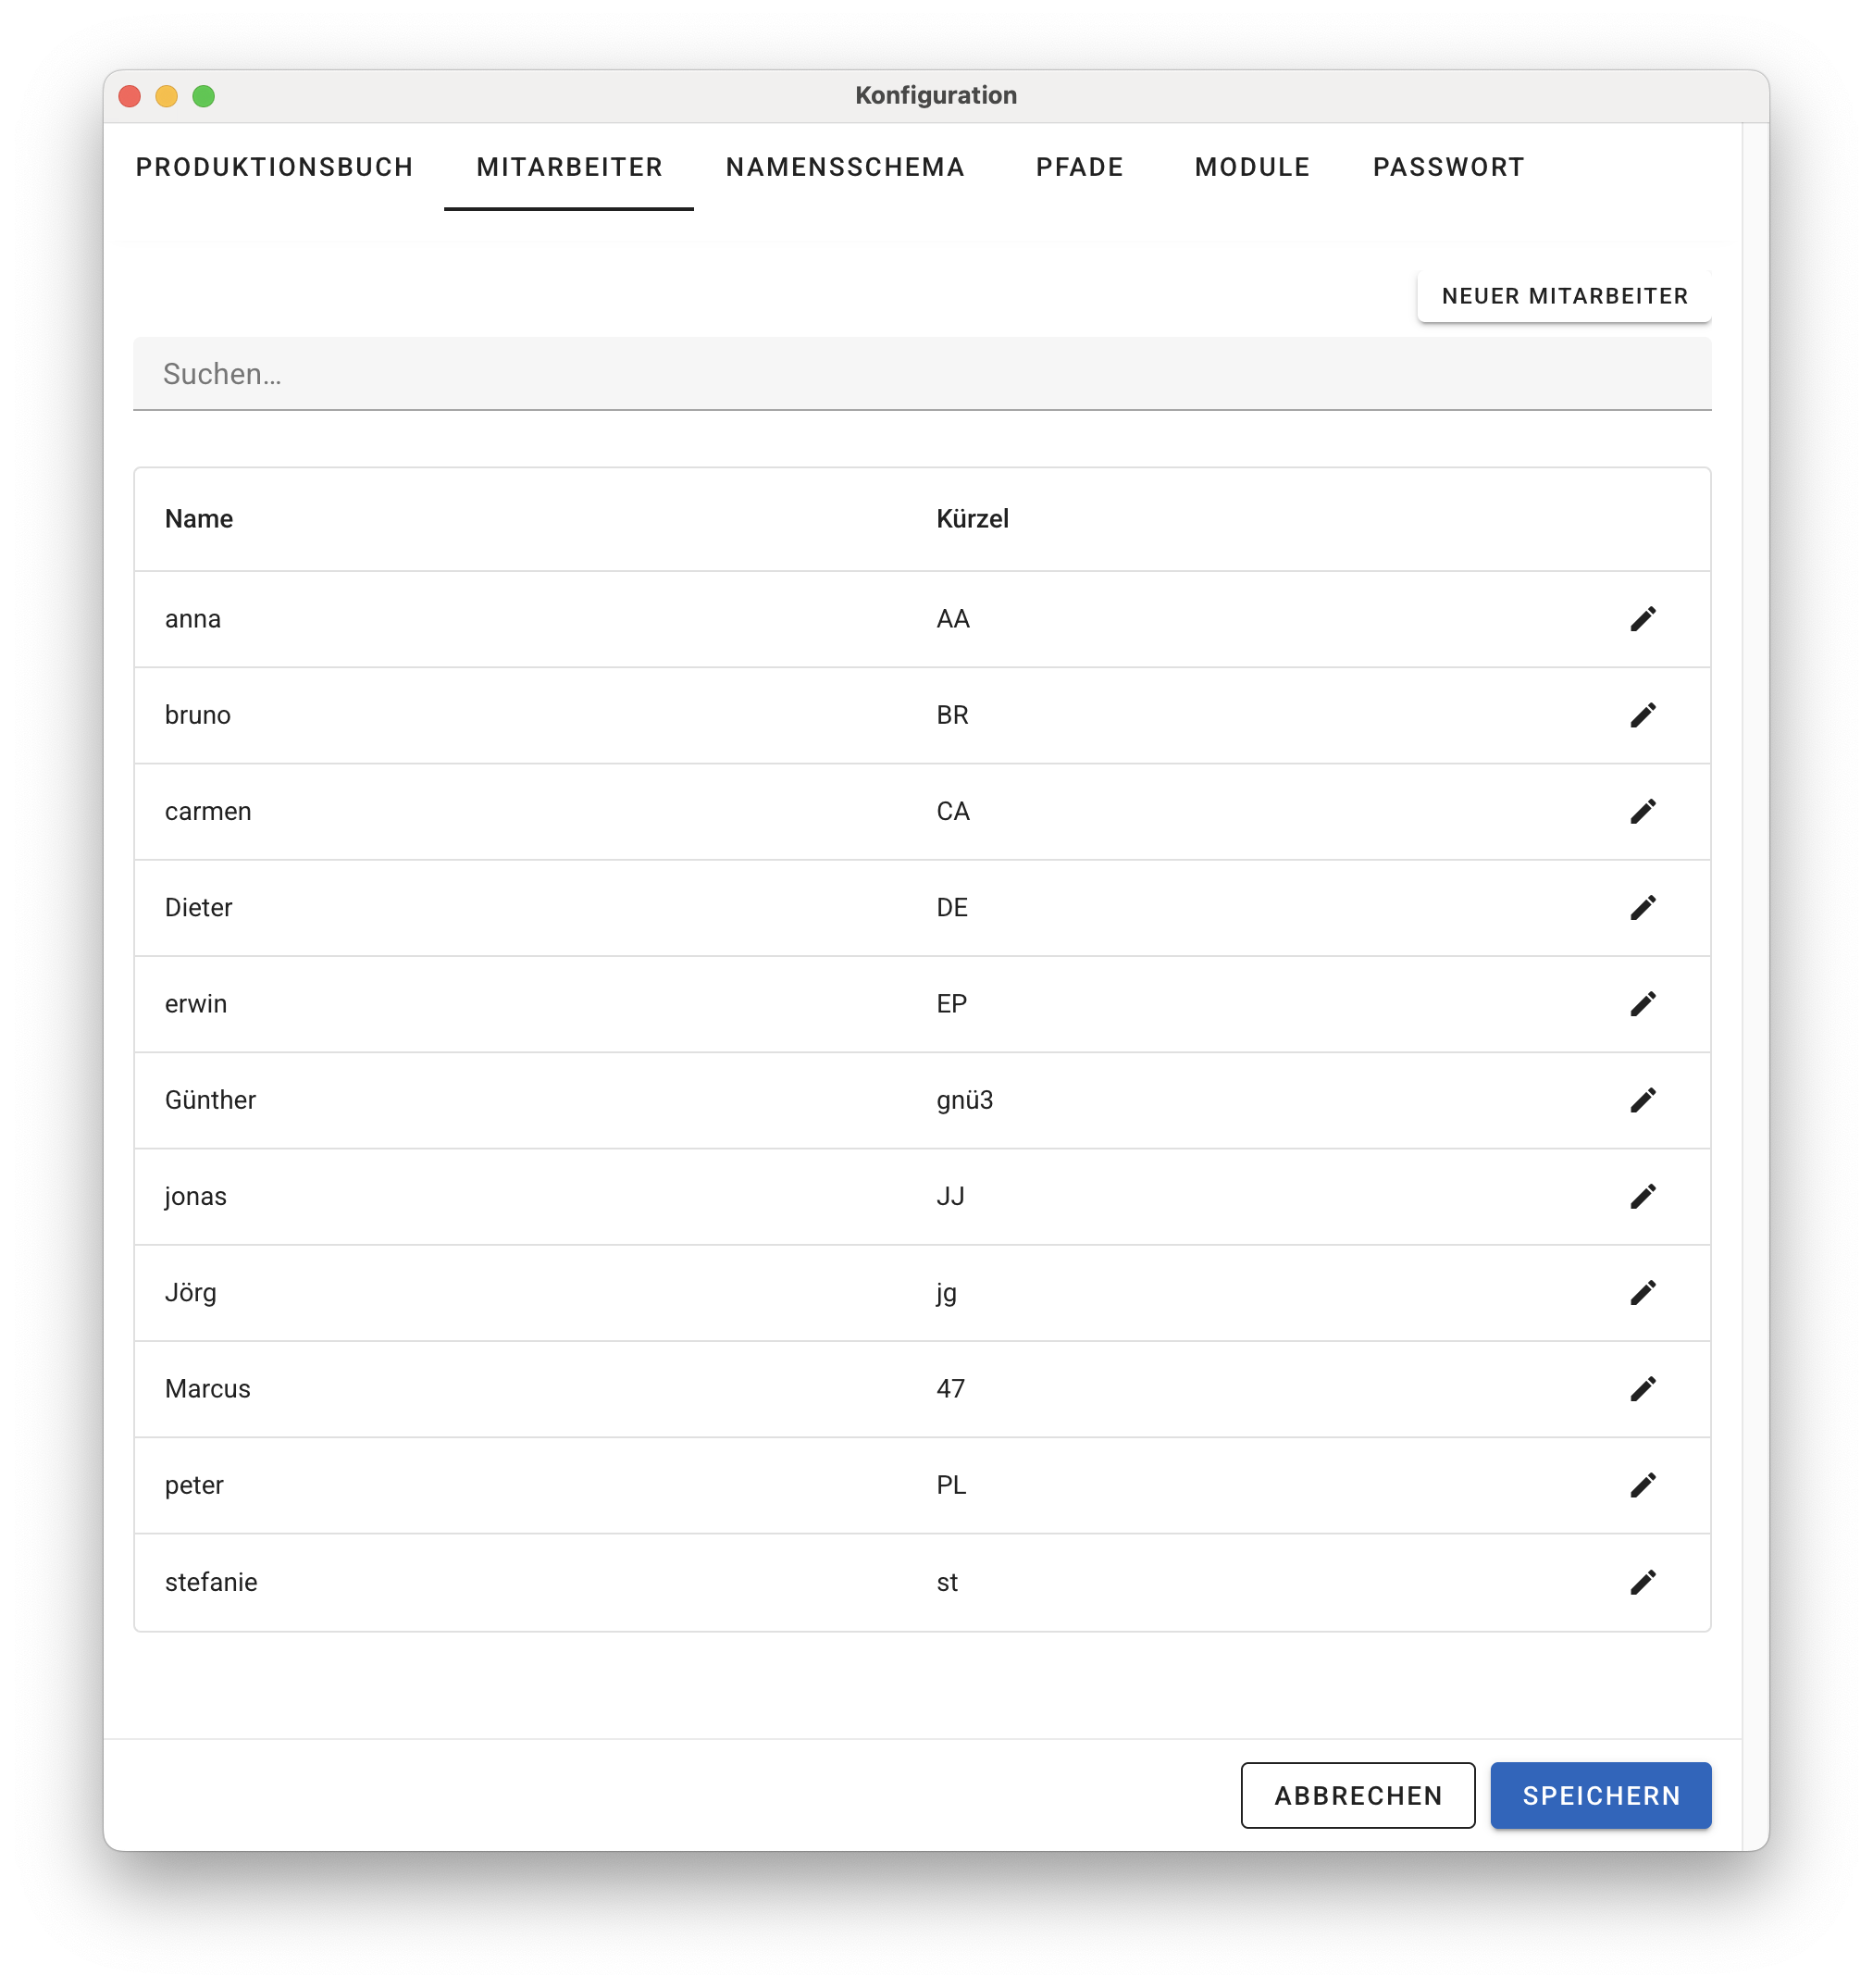 Konfiguration
PRODUKTIONSBUCH MITARBEITER NAMENSSCHEMA PFADE MODULE PASSWORT
NEUER MITARBEITER
Suchen…
Name Kürzel
anna AA
bruno BR
carmen CA
Dieter DE
erwin EP
Günther gnü3
jonas JJ
Jörg jg
Marcus 47
peter PL
stefanie st
ABBRECHEN SPEICHERN